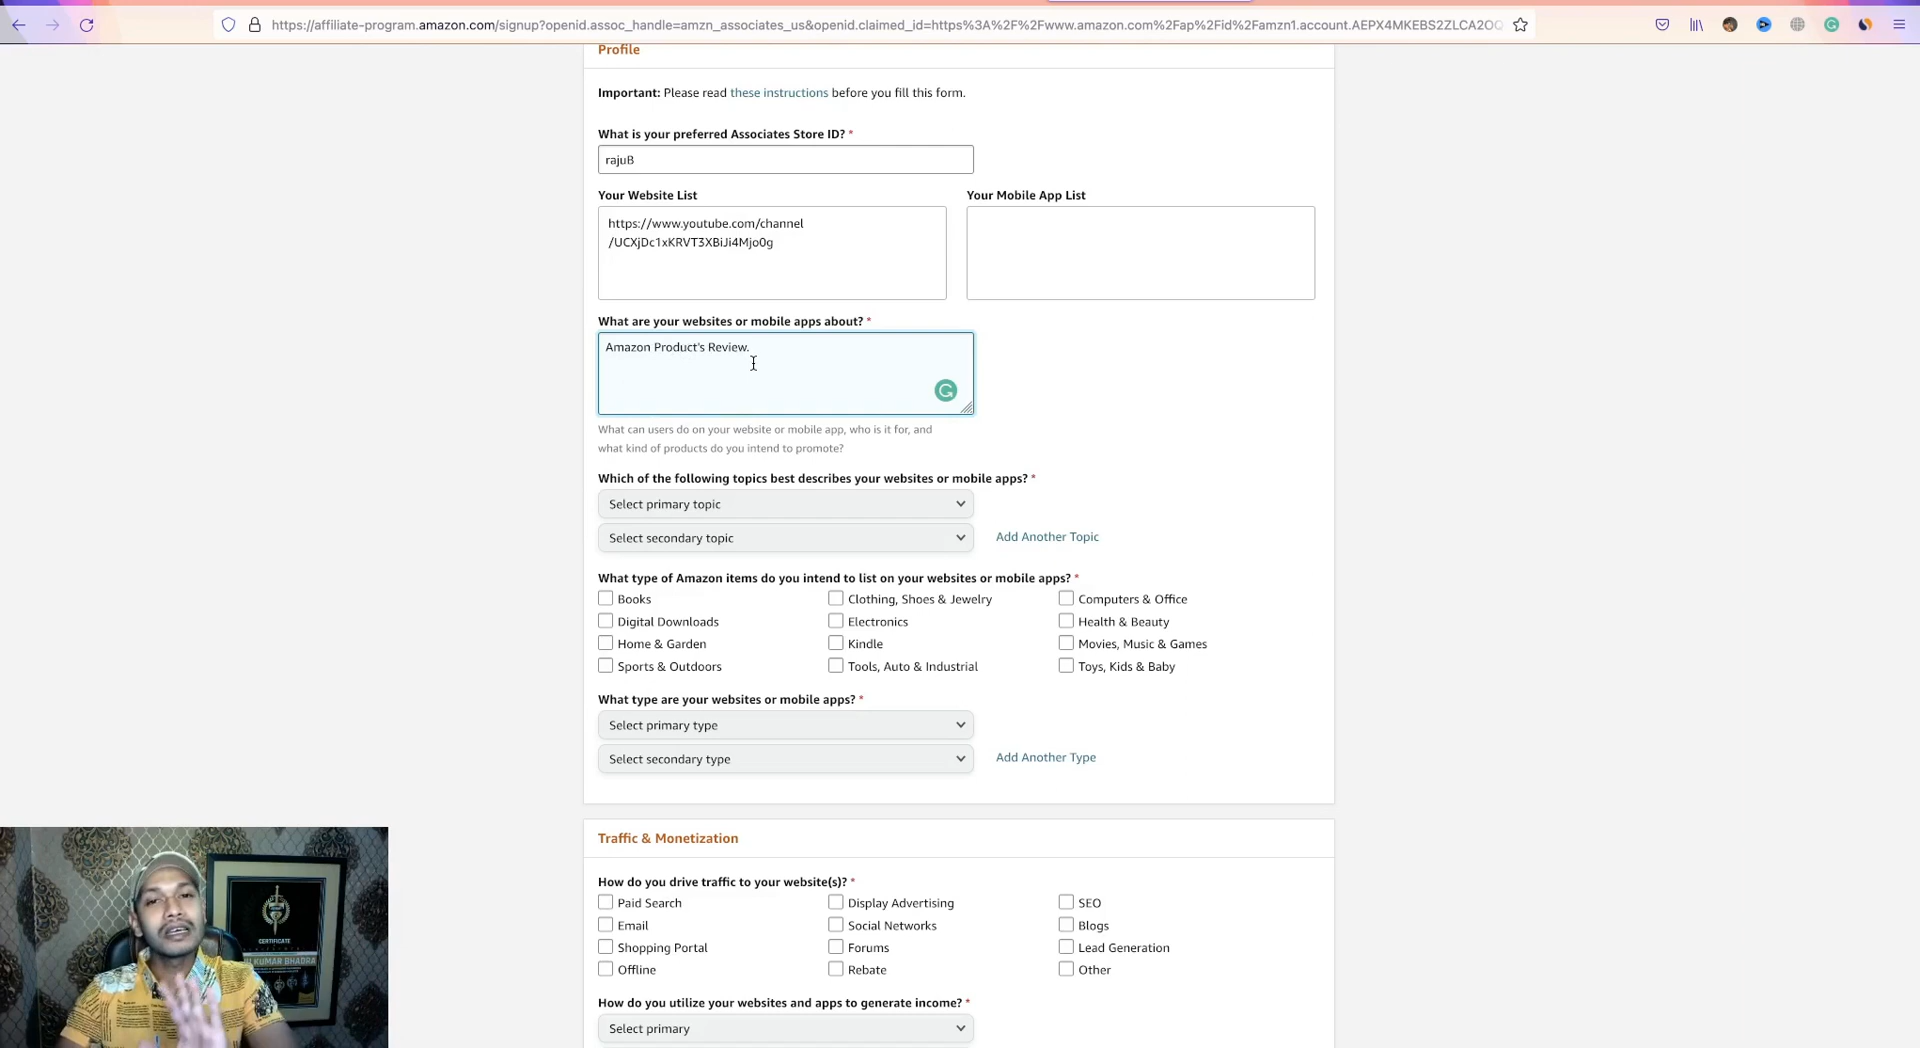 https://affiliate-program.amazon.com/signup?openid.assoc_handle=amzn_associates_us&openid.claimed_id=https%3A%2F%2Fwww.amazon.com%2Fap%2Fid%2Famzn1.account.AEPX4MKEBS2ZLCA2OO
Profile
Important: Please read these instructions before you fill this form.
What is your preferred Associates Store ID? *
rajuB
Your Website List
Your Mobile App List
https://www.youtube.com/channel
/UCXjDc1xKRVT3XBiJi4Mjo0g
What are your websites or mobile apps about? *
Amazon Product's Review.
What can users do on your website or mobile app, who is it for, and
what kind of products do you intend to promote?
Which of the following topics best describes your websites or mobile apps? *
Select primary topic
Select secondary topic
Add Another Topic
What type of Amazon items do you intend to list on your websites or mobile apps? *
Books
Clothing, Shoes & Jewelry
Computers & Office
Digital Downloads
Electronics
Health & Beauty
Home & Garden
Kindle
Movies, Music & Games
Sports & Outdoors
Tools, Auto & Industrial
Toys, Kids & Baby
What type are your websites or mobile apps? *
Select primary type
Select secondary type
Add Another Type
Traffic & Monetization
How do you drive traffic to your website(s)? *
Paid Search
Display Advertising
SEO
Email
Social Networks
Blogs
Shopping Portal
Forums
Lead Generation
Offline
Rebate
Other
How do you utilize your websites and apps to generate income? *
Select primary
CERTIFICATE
KUMAR BHADRA